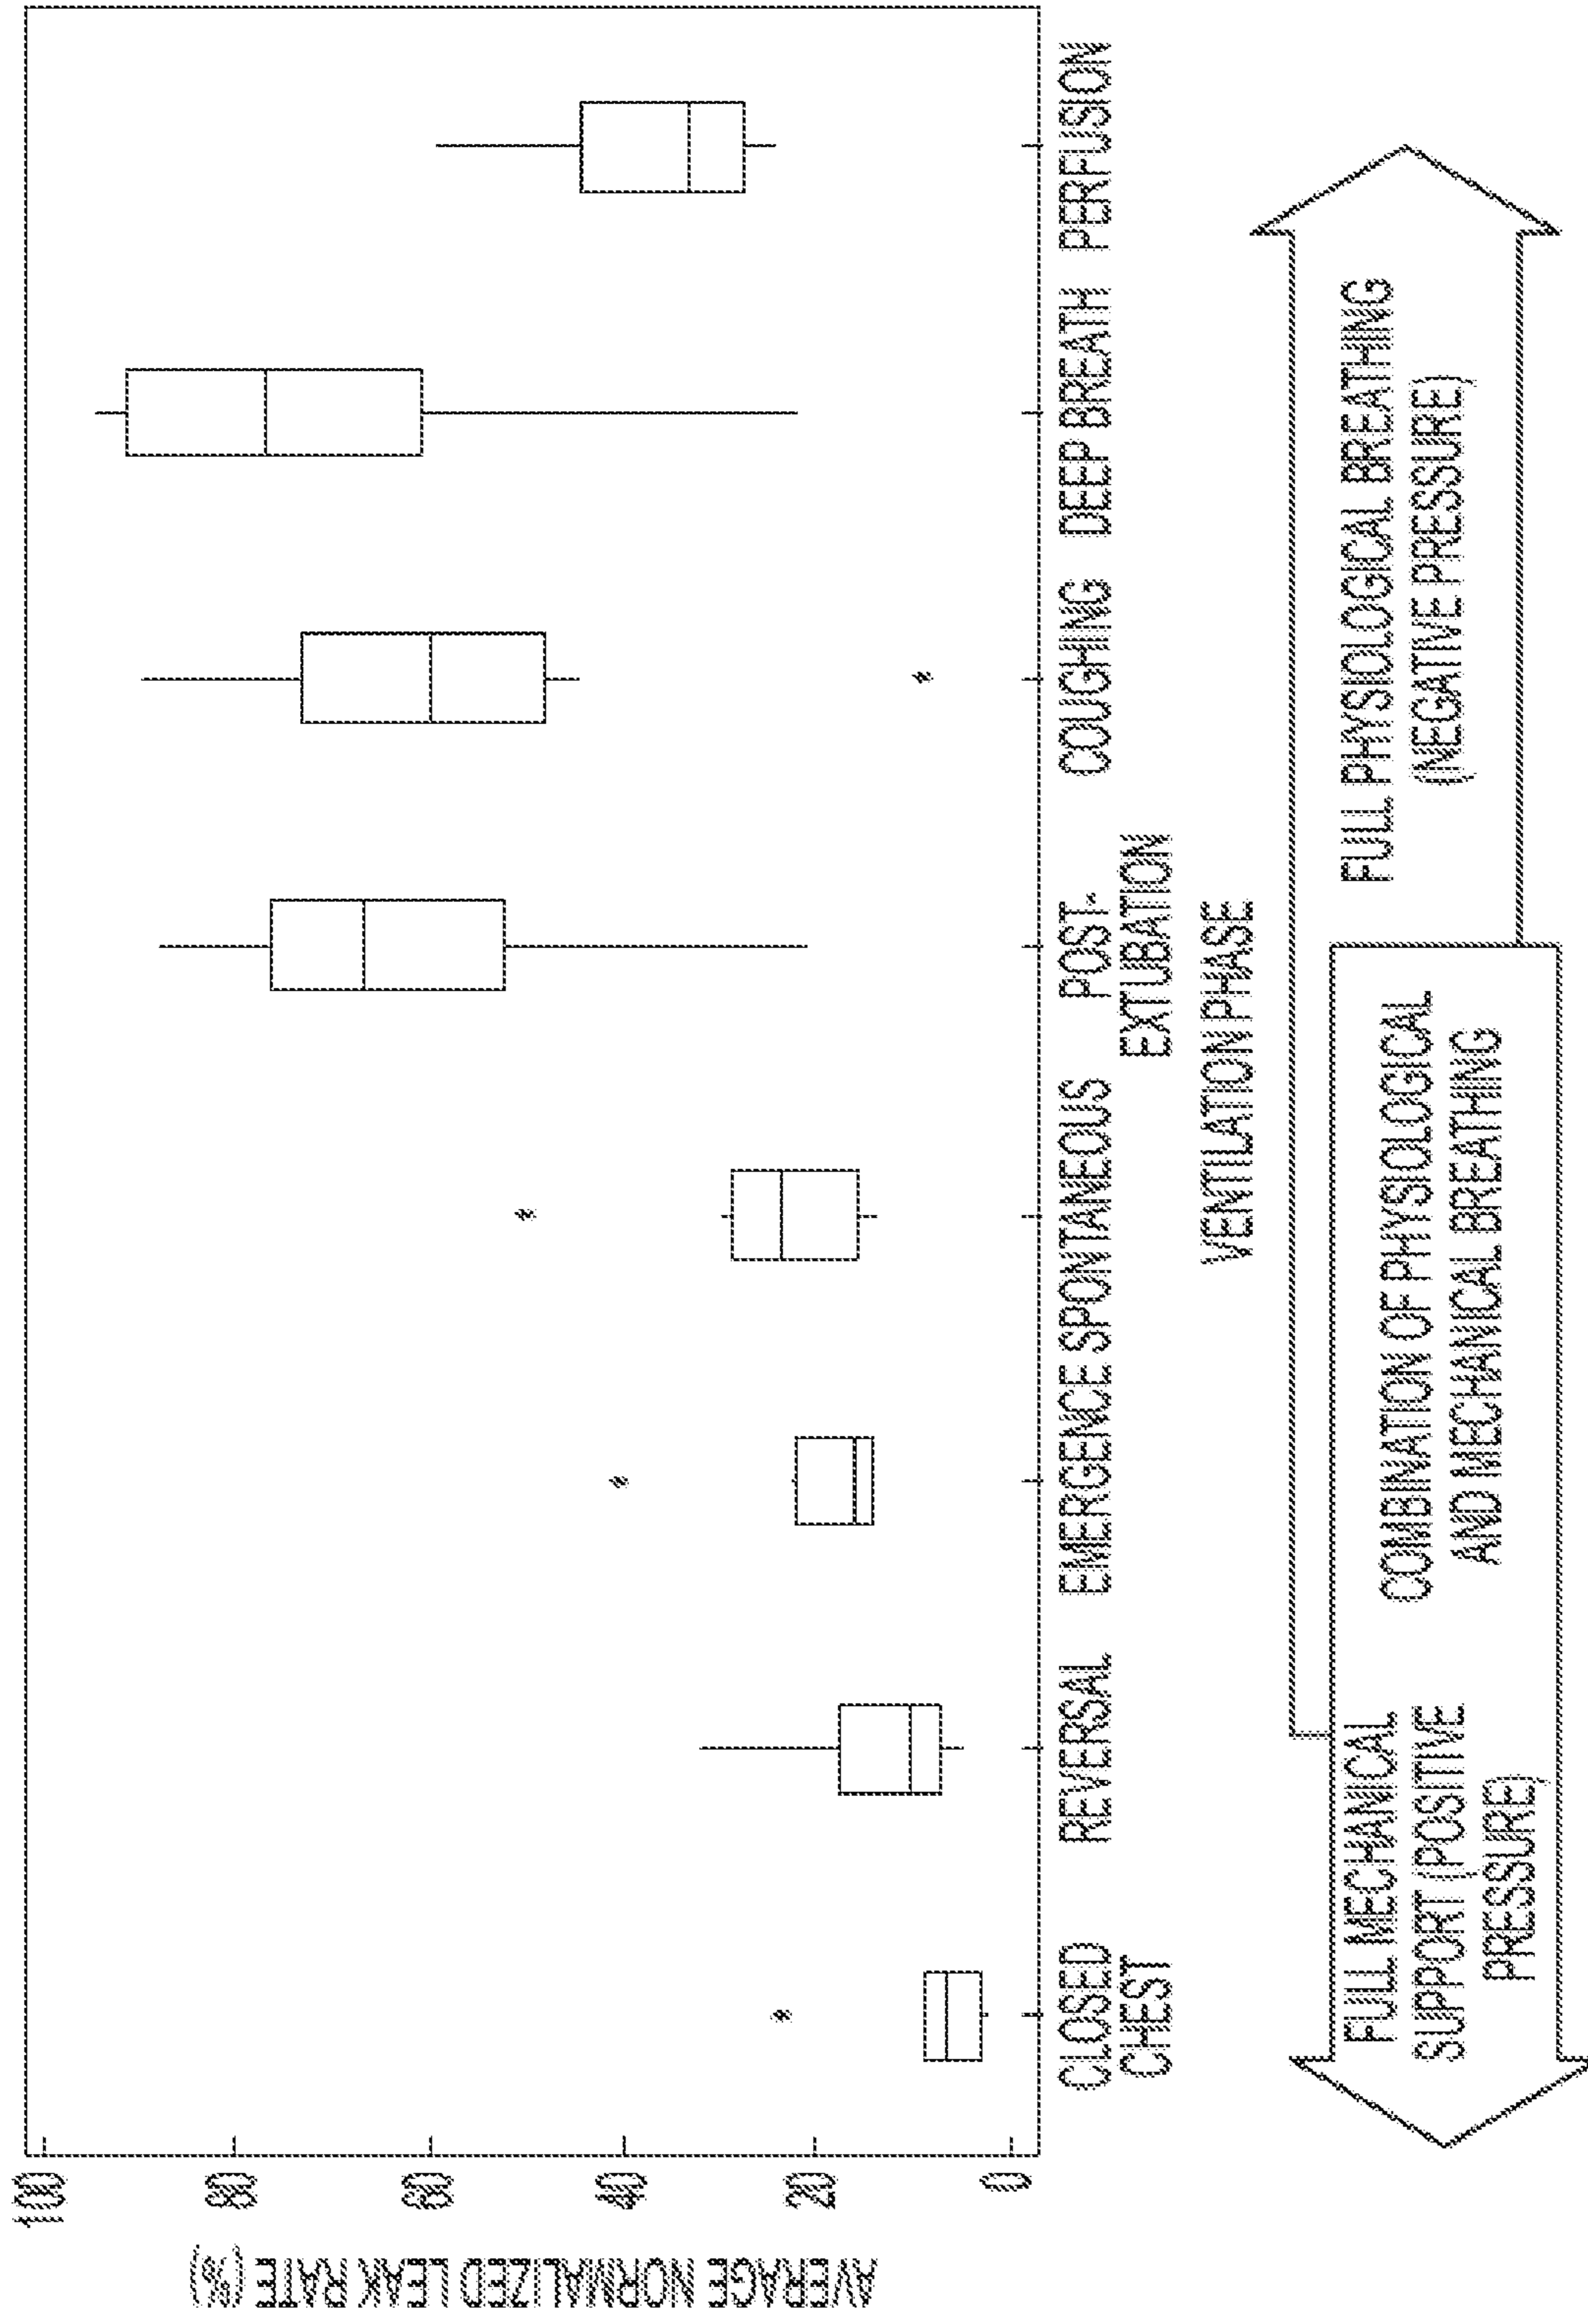 AVERAGE NORMALIZED LEAK RATE (%)
100
80
60
40
20
0
CLOSED
CHEST
REVERSAL
EMERGENCE
SPONTANEOUS
POST-
EXTUBATION
COUGHING
DEEP BREATH
PERFUSION
VENTILATION PHASE
FULL MECHANICAL
SUPPORT (POSITIVE
PRESSURE)
COMBINATION OF PHYSIOLOGICAL
AND MECHANICAL BREATHING
FULL PHYSIOLOGICAL BREATHING
(NEGATIVE PRESSURE)